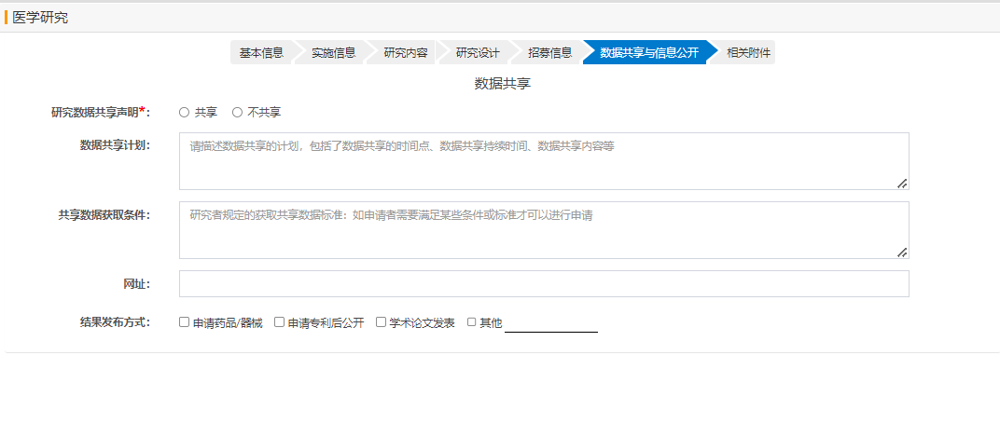 医学研究
基本信息 实施信息 研究内容 研究设计 招募信息 数据共享与信息公开 相关附件
数据共享
研究数据共享声明*： 共享 不共享
数据共享计划： 请描述数据共享的计划，包括了数据共享的时间点、数据共享持续时间、数据共享内容等
共享数据获取条件： 研究者规定的获取共享数据标准：如申请者需要满足某些条件或标准才可以进行申请
网址：
结果发布方式： 申请药品/器械 申请专利后公开 学术论文发表 其他